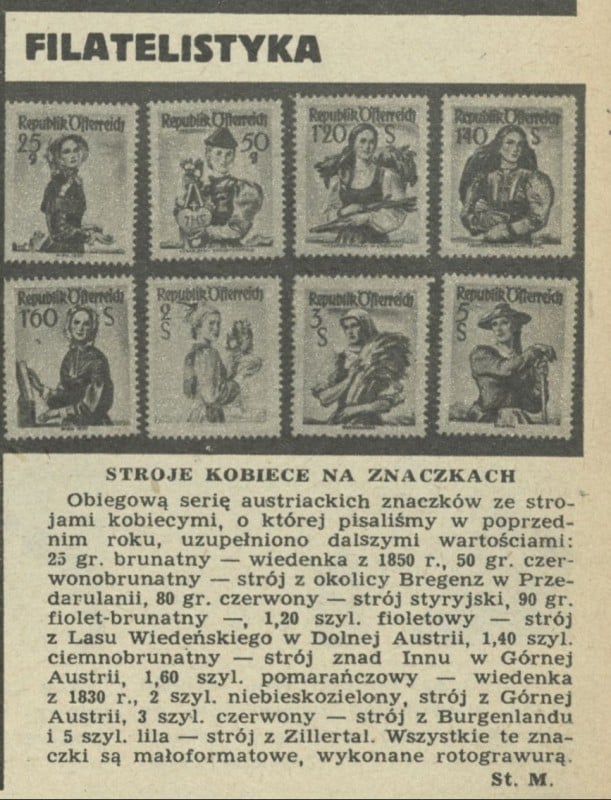 FILATELISTYKA
Republik Österreich
25 g
Republik Österreich
50 g
JHS
Republik Österreich
1'20 S
Republik Österreich
1'40 S
Republik Österreich
1'60 S
Republik Österreich
2 S
Republik Österreich
3 S
Republik Österreich
5 S
STROJE KOBIECE NA ZNACZKACH
Obiegową serię austriackich znaczków ze stro-
jami kobiecymi, o której pisaliśmy w poprzed-
nim roku, uzupełniono dalszymi wartościami:
25 gr. brunatny — wiedenka z 1850 r., 50 gr. czer-
wonobrunatny — strój z okolicy Bregenz w Prze-
darulanii, 80 gr. czerwony — strój styryjski, 90 gr.
fiolet-brunatny —, 1,20 szyl. fioletowy — strój
z Lasu Wiedeńskiego w Dolnej Austrii, 1,40 szyl.
ciemnobrunatny — strój znad Innu w Górnej
Austrii, 1,60 szyl. pomarańczowy — wiedenka
z 1830 r., 2 szyl. niebieskozielony, strój z Górnej
Austrii, 3 szyl. czerwony — strój z Burgenlandu
i 5 szyl. lila — strój z Zillertal. Wszystkie te zna-
czki są małoformatowe, wykonane rotograwurą.
St. M.